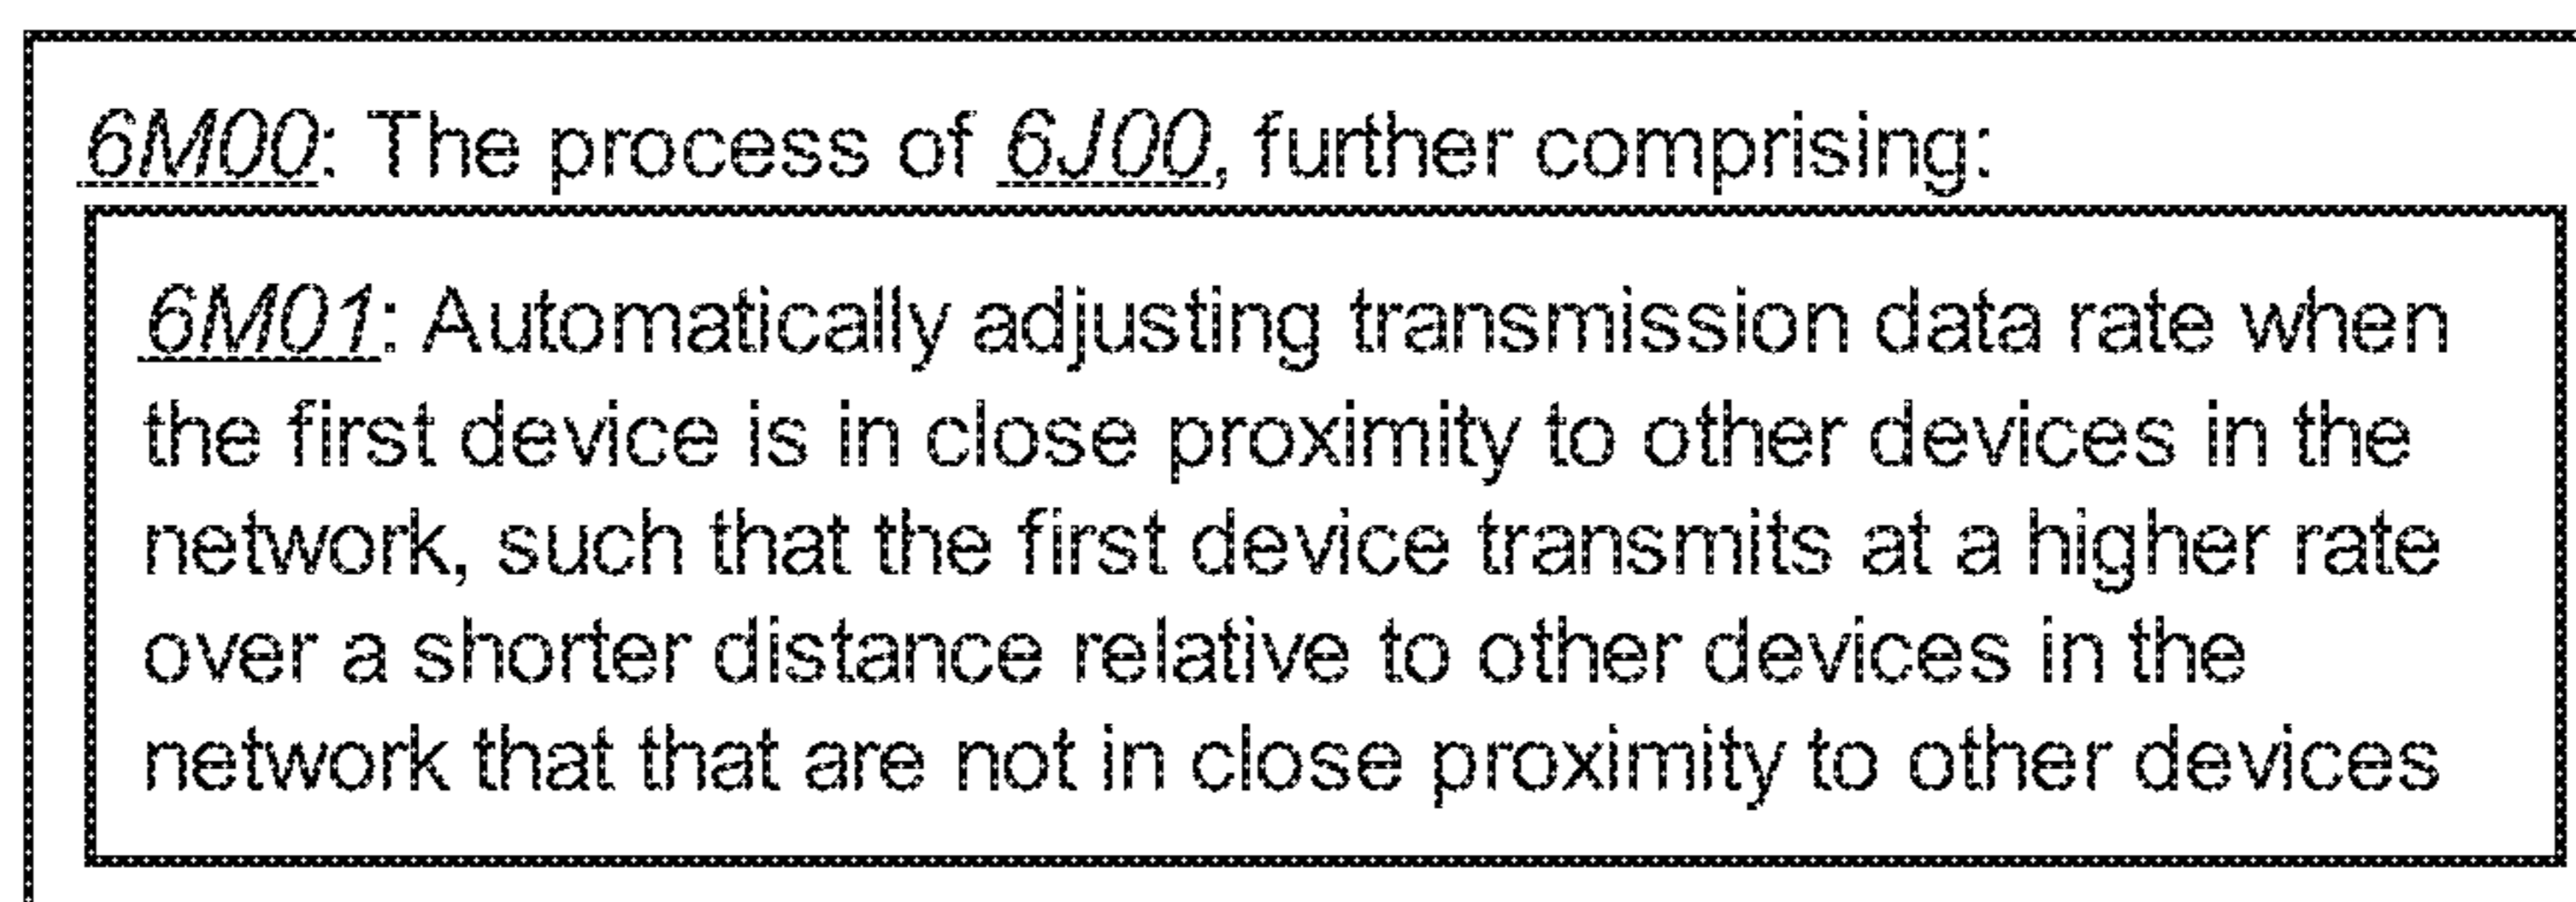 6M00: The process of 6J00, further comprising:
6M01: Automatically adjusting transmission data rate when
the first device is in close proximity to other devices in the
network, such that the first device transmits at a higher rate
over a shorter distance relative to other devices in the
network that that are not in close proximity to other devices